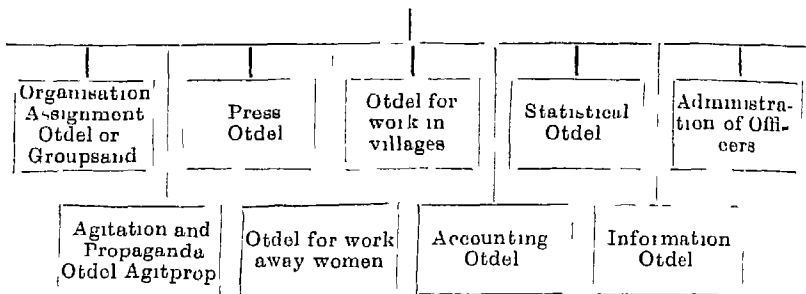 Organisation
Assignment
Otdel or
Groupsand
Press
Otdel
Otdel for
work in
villages
Statistical
Otdel
Administra-
tion of Offi-
cers
Agitation and
Propaganda
Otdel Agitprop
Otdel for work
away women
Accounting
Otdel
Information
Otdel